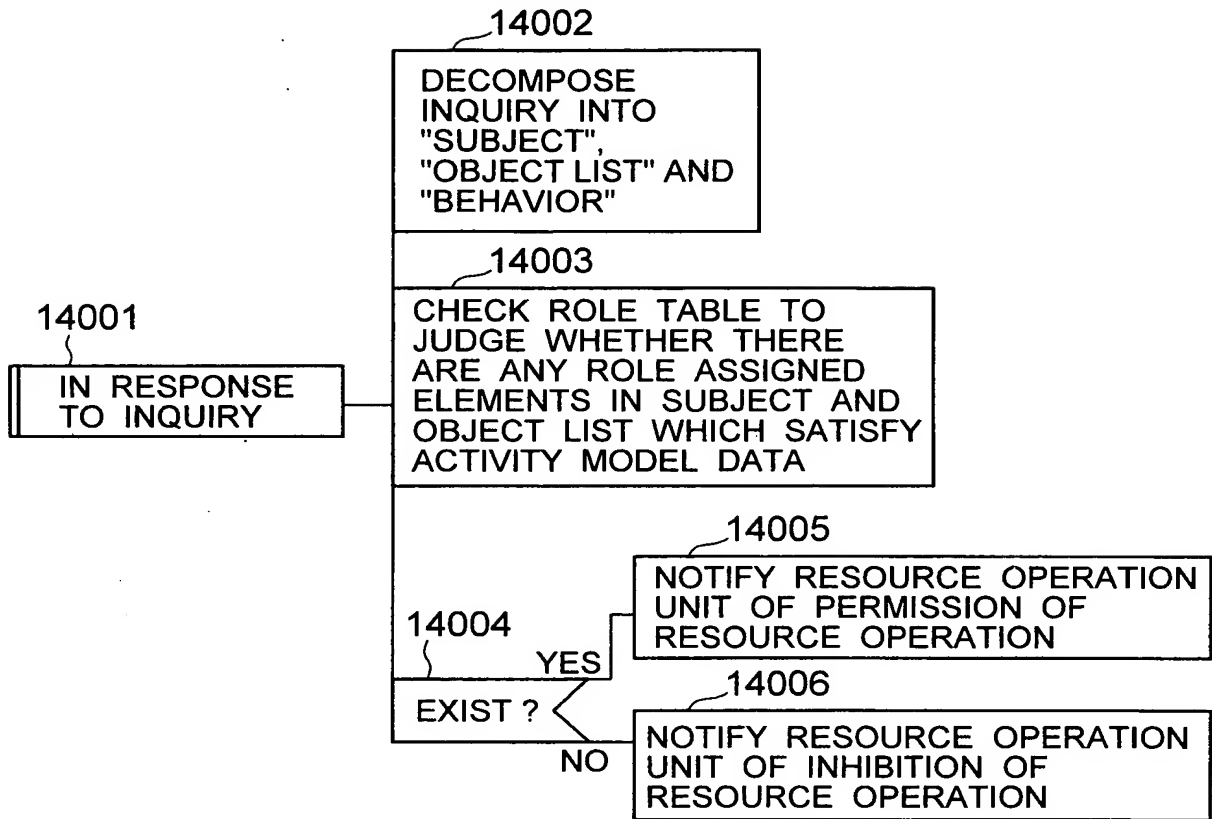 14002
DECOMPOSE
INQUIRY INTO
"SUBJECT",
"OBJECT LIST" AND
"BEHAVIOR"
14003
CHECK ROLE TABLE TO
JUDGE WHETHER THERE
ARE ANY ROLE ASSIGNED
ELEMENTS IN SUBJECT AND
OBJECT LIST WHICH SATISFY
ACTIVITY MODEL DATA
14001
IN RESPONSE
TO INQUIRY
14005
NOTIFY RESOURCE OPERATION
UNIT OF PERMISSION OF
RESOURCE OPERATION
14004
YES
EXIST ?
NO
14006
NOTIFY RESOURCE OPERATION
UNIT OF INHIBITION OF
RESOURCE OPERATION